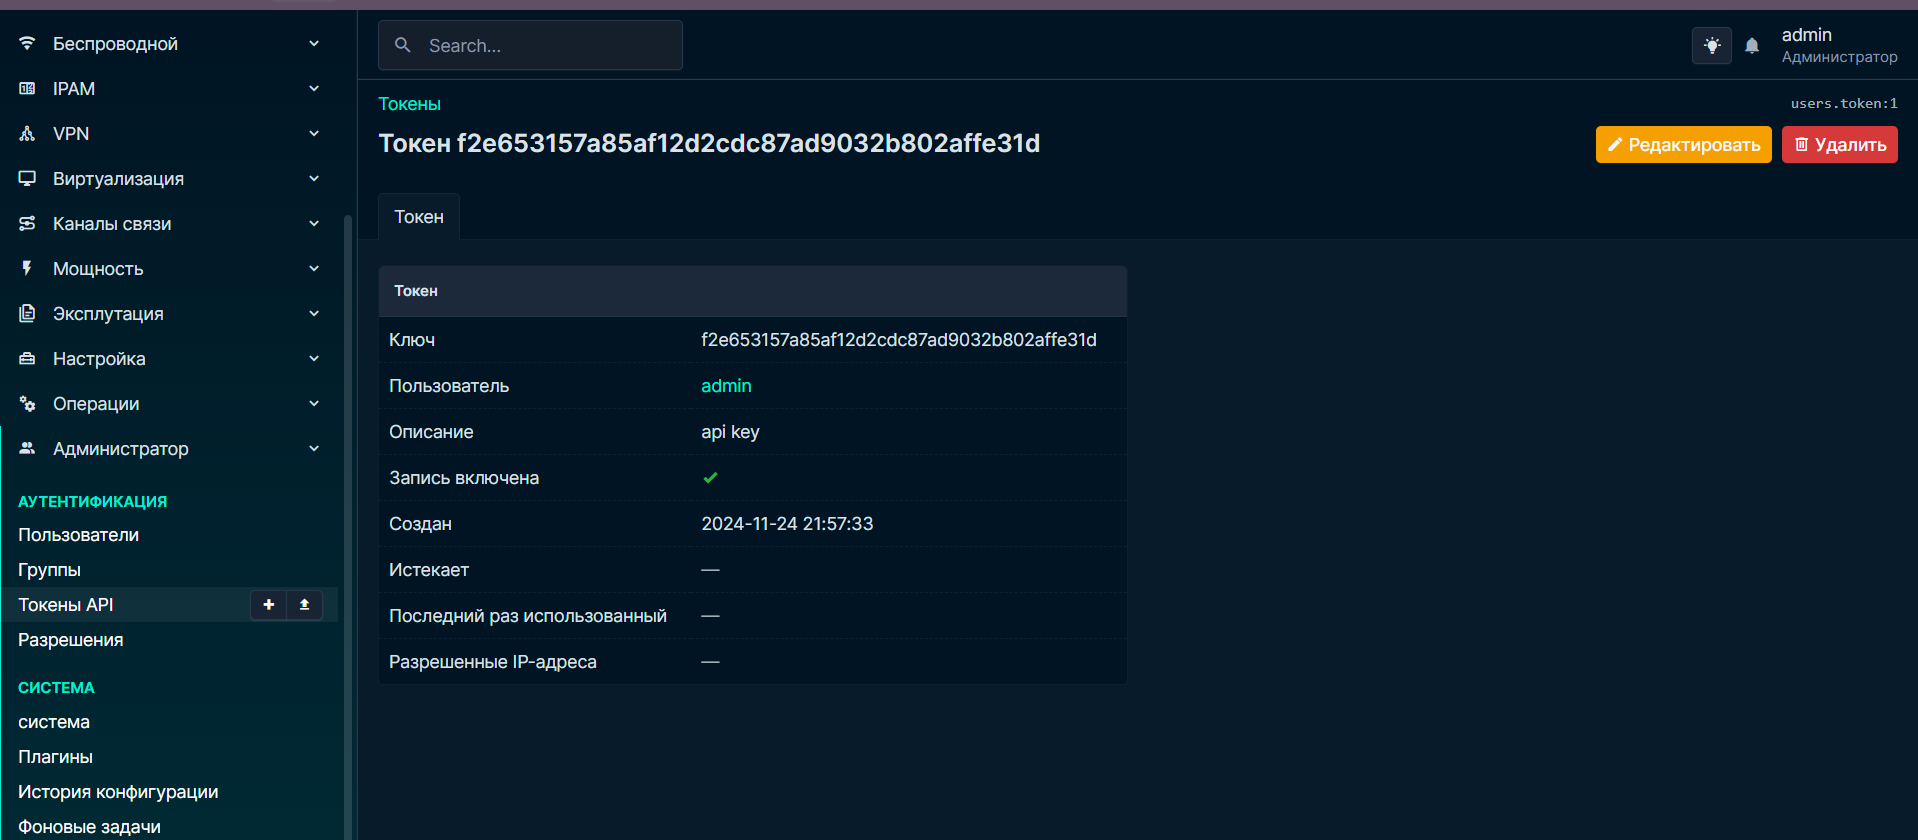 Беспроводной
IPAM
VPN
Виртуализация
Каналы связи
Мощность
Эксплутация
Настройка
Операции
Администратор
АУТЕНТИФИКАЦИЯ
Пользователи
Группы
Токены API
Разрешения
СИСТЕМА
система
Плагины
История конфигурации
Фоновые задачи
Search...
admin
Администратор
Токены
users.token:1
Токен f2e653157a85af12d2cdc87ad9032b802affe31d
Редактировать
Удалить
Токен
Токен
Ключ f2e653157a85af12d2cdc87ad9032b802affe31d
Пользователь admin
Описание api key
Запись включена
Создан 2024-11-24 21:57:33
Истекает —
Последний раз использованный —
Разрешенные IP-адреса —